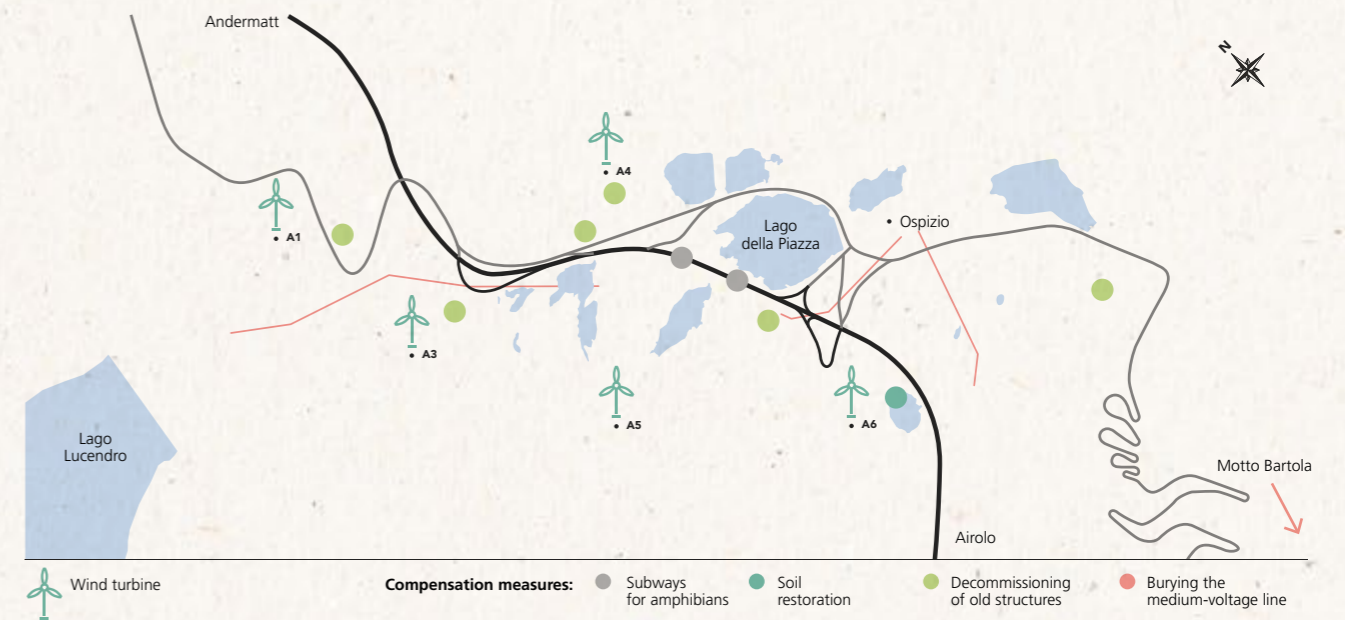 Andermatt
N
A4
Ospizio
Lago
della Piazza
A1
A3
A5
A6
Lago
Lucendro
Motto Bartola
Airolo
Wind turbine
Compensation measures:
Subways
for amphibians
Soil
restoration
Decommissioning
of old structures
Burying the
medium-voltage line